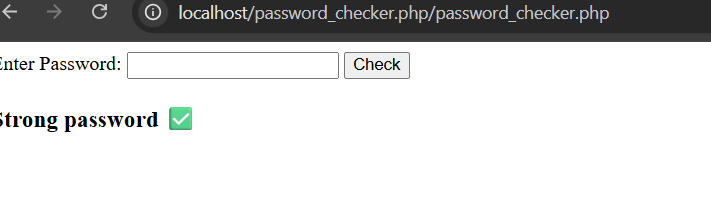 localhost/password_checker.php/password_checker.php
Enter Password: Check
Strong password ✅